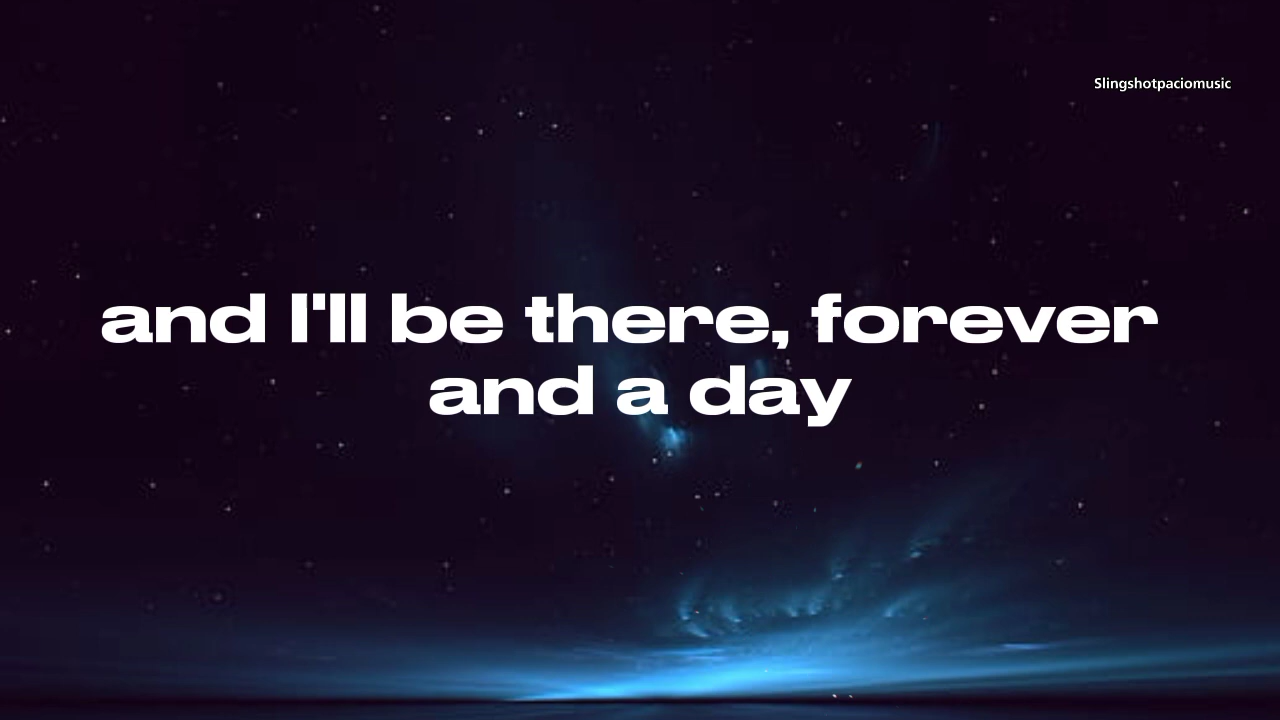 Slingshotpaciomusic
and I'll be there, forever
and a day